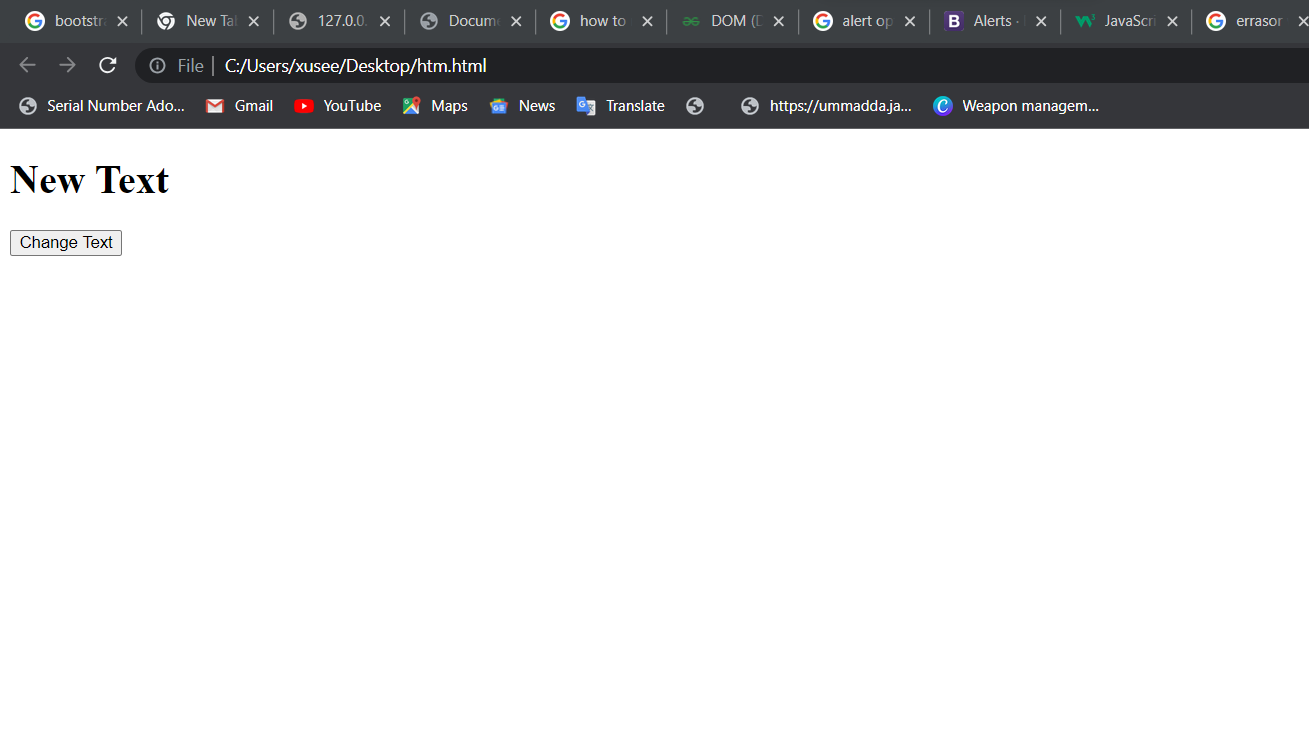 bootstr New Ta 127.0.0. Docume how to DOM (D alert op Alerts · JavaScri errasor
File C:/Users/xusee/Desktop/htm.html
Serial Number Ado... Gmail YouTube Maps News Translate https://ummadda.ja... Weapon managem...
New Text
Change Text